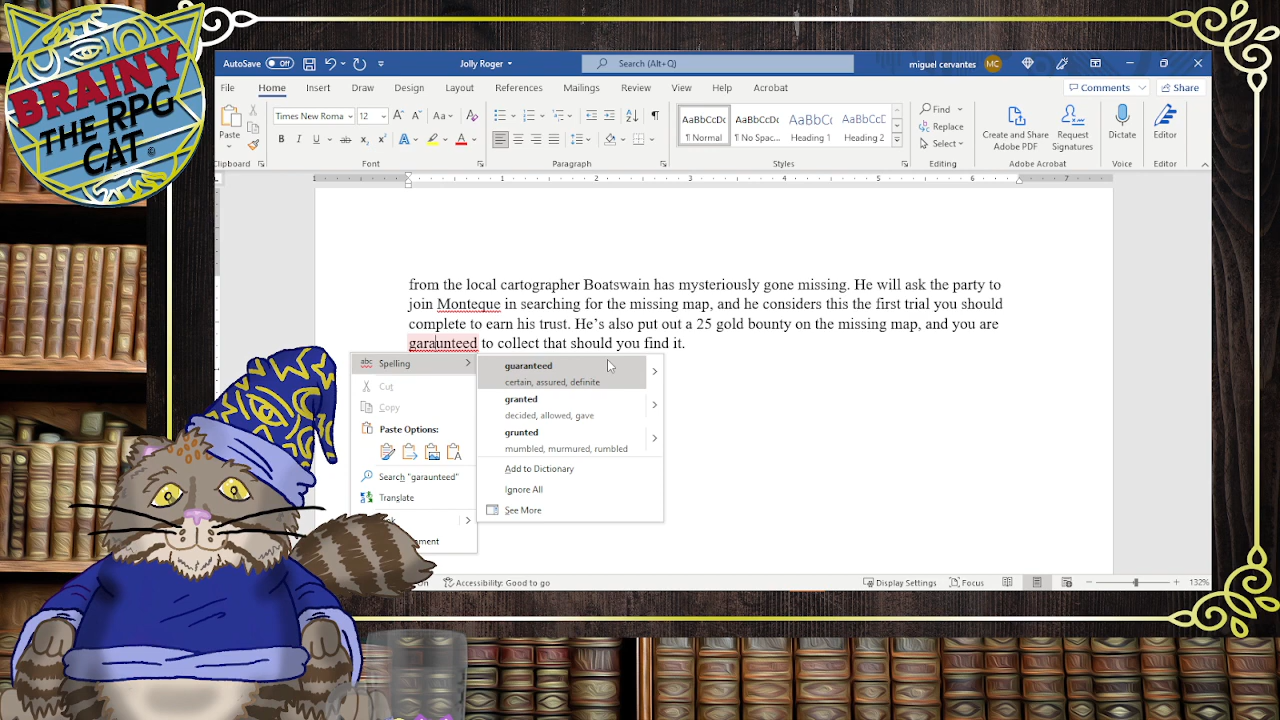 BRAINY
THE RPG
CAT
AutoSave Off Jolly Roger Search (Alt+Q) miguel cervantes MC
File Home Insert Draw Design Layout References Mailings Review View Help Acrobat Comments Share
Paste Times New Roma 12 AaBbCcDc AaBbCcDc AaBbCc AaBbCcD Find Replace Select
Normal No Spac... Heading 1 Heading 2 Create and Share Adobe PDF Request Signatures Dictate Editor
Clipboard Font Paragraph Styles Editing Adobe Acrobat Voice Editor
1 2 3 4 5 6 7
from the local cartographer Boatswain has mysteriously gone missing. He will ask the party to
join Monteque in searching for the missing map, and he considers this the first trial you should
complete to earn his trust. He's also put out a 25 gold bounty on the missing map, and you are
garaunteed to collect that should you find it.
Spelling
Cut
Copy
Paste Options:
Search "garaunteed"
Translate
guaranteed
certain, assured, definite
granted
decided, allowed, gave
grunted
mumbled, murmured, rumbled
Add to Dictionary
Ignore All
See More
Accessibility: Good to go Display Settings Focus 132%